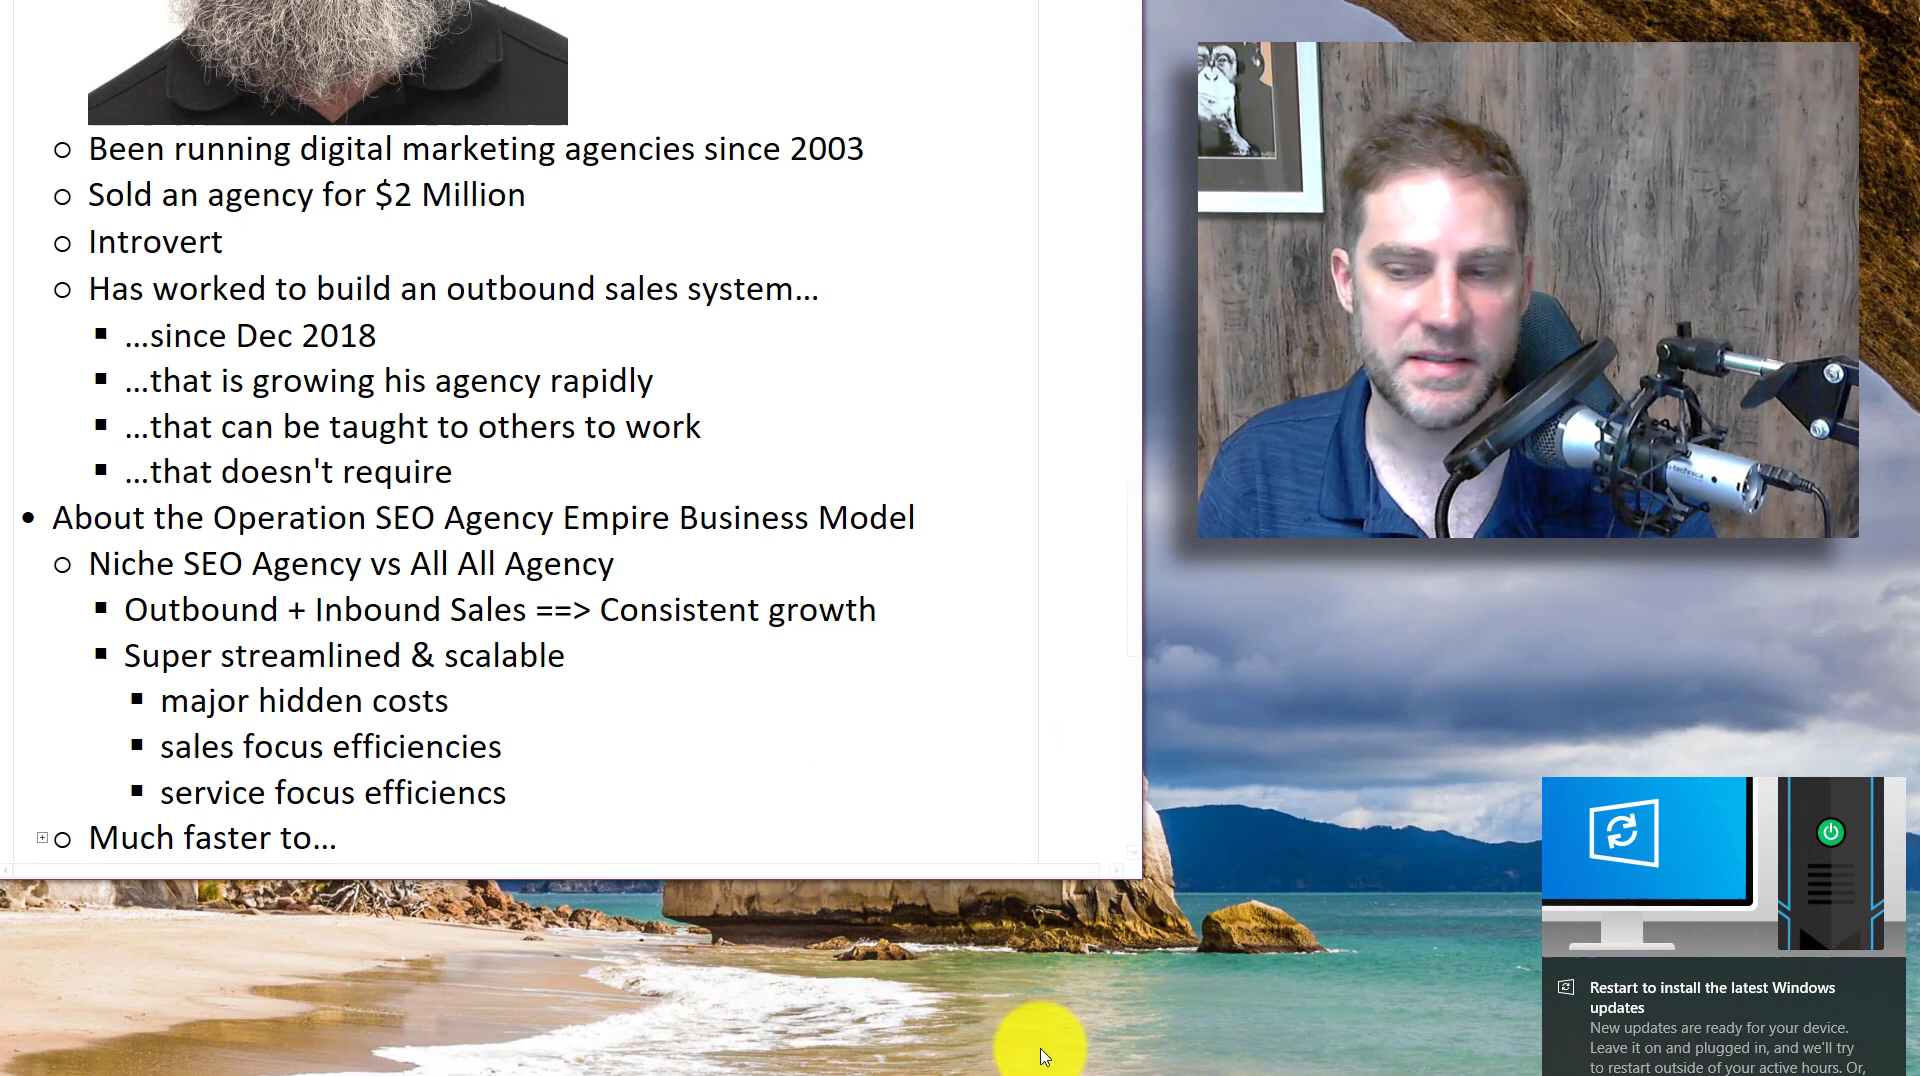 Been running digital marketing agencies since 2003
Sold an agency for $2 Million
Introvert
Has worked to build an outbound sales system...
...since Dec 2018
...that is growing his agency rapidly
...that can be taught to others to work
...that doesn't require
About the Operation SEO Agency Empire Business Model
Niche SEO Agency vs All All Agency
Outbound + Inbound Sales ==> Consistent growth
Super streamlined & scalable
major hidden costs
sales focus efficiencies
service focus efficiencs
Much faster to...
Restart to install the latest Windows
updates
New updates are ready for your device.
Leave it on and plugged in, and we'll try
to restart outside of your active hours. Or,